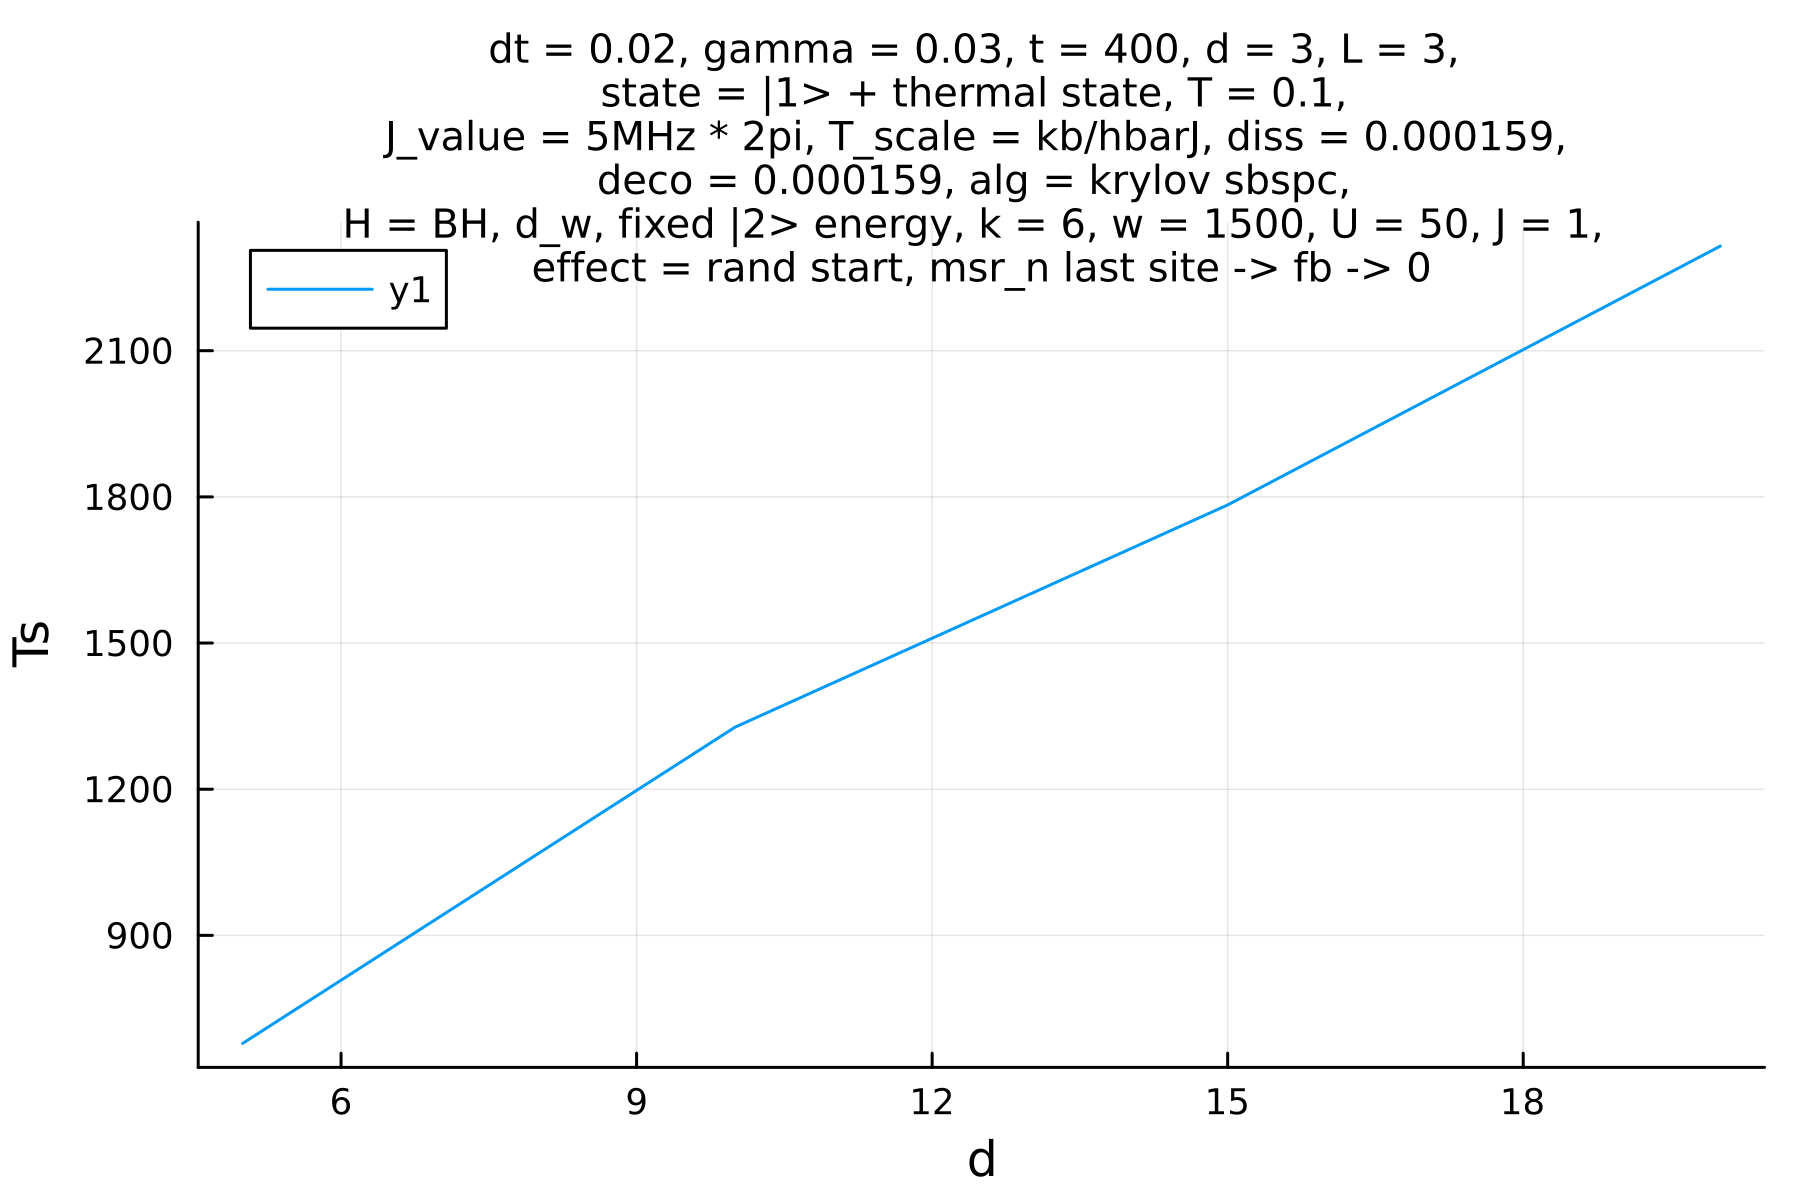 dt = 0.02, gamma = 0.03, t = 400, d = 3, L = 3,
state = |1> + thermal state, T = 0.1,
J_value = 5MHz * 2pi, T_scale = kb/hbarJ, diss = 0.000159,
deco = 0.000159, alg = krylov sbspc,
H = BH, d_w, fixed |2> energy, k = 6, w = 1500, U = 50, J = 1,
effect = rand start, msr_n last site -> fb -> 0
y1
2100
1800
1500
1200
900
Ts
6 9 12 15 18
d